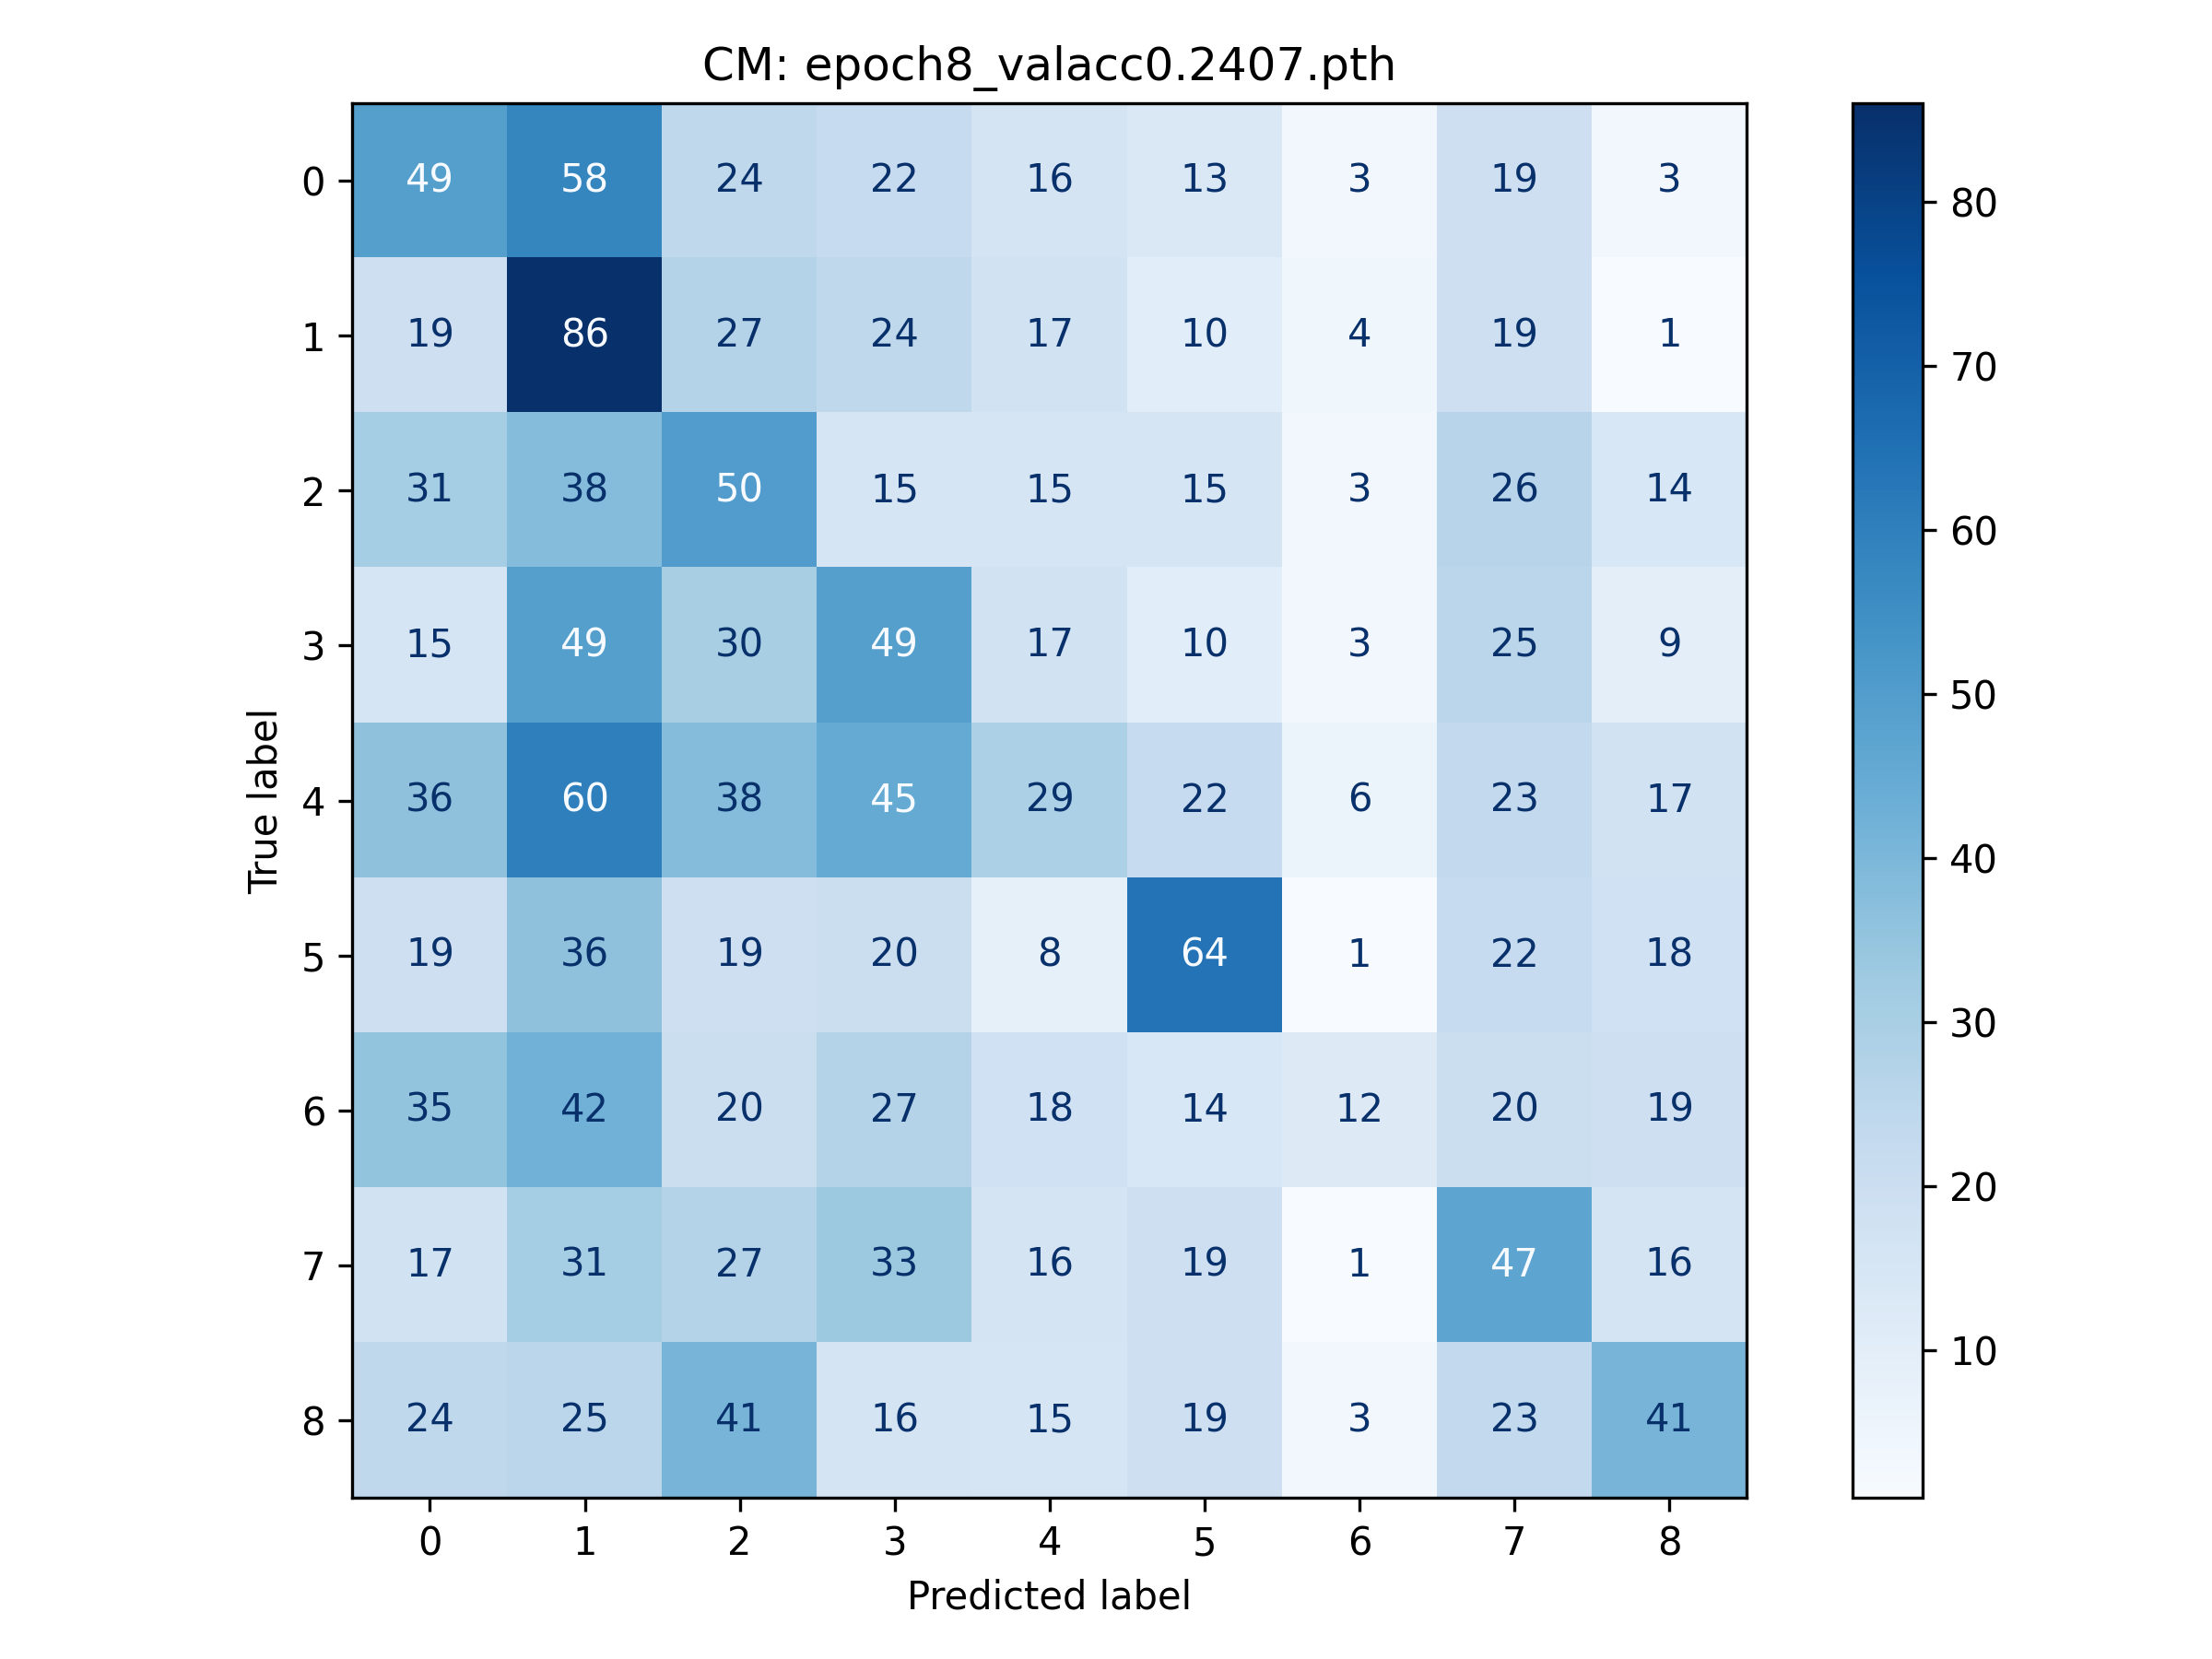 CM: epoch8_valacc0.2407.pth
0 49 58 24 22 16 13 3 19 3
1 19 86 27 24 17 10 4 19 1
2 31 38 50 15 15 15 3 26 14
3 15 49 30 49 17 10 3 25 9
4 36 60 38 45 29 22 6 23 17
5 19 36 19 20 8 64 1 22 18
6 35 42 20 27 18 14 12 20 19
7 17 31 27 33 16 19 1 47 16
8 24 25 41 16 15 19 3 23 41
0 1 2 3 4 5 6 7 8
Predicted label
True label
80
70
60
50
40
30
20
10